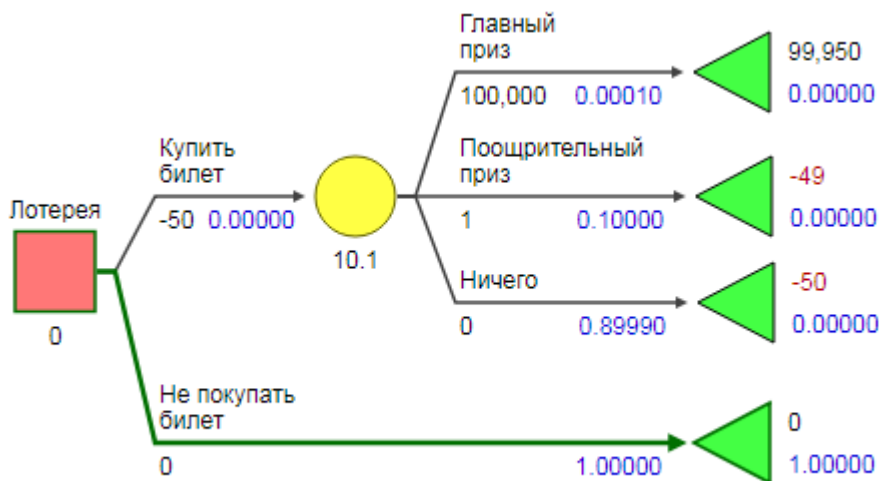 Главный
приз
99,950
100,000 0.00010
0.00000
Купить
билет
Поощрительный
приз
-49
Лотерея
-50 0.00000
1 0.10000
0.00000
10.1
Ничего
-50
0 0.89990
0.00000
0
Не покупать
билет
0
0 1.00000
1.00000